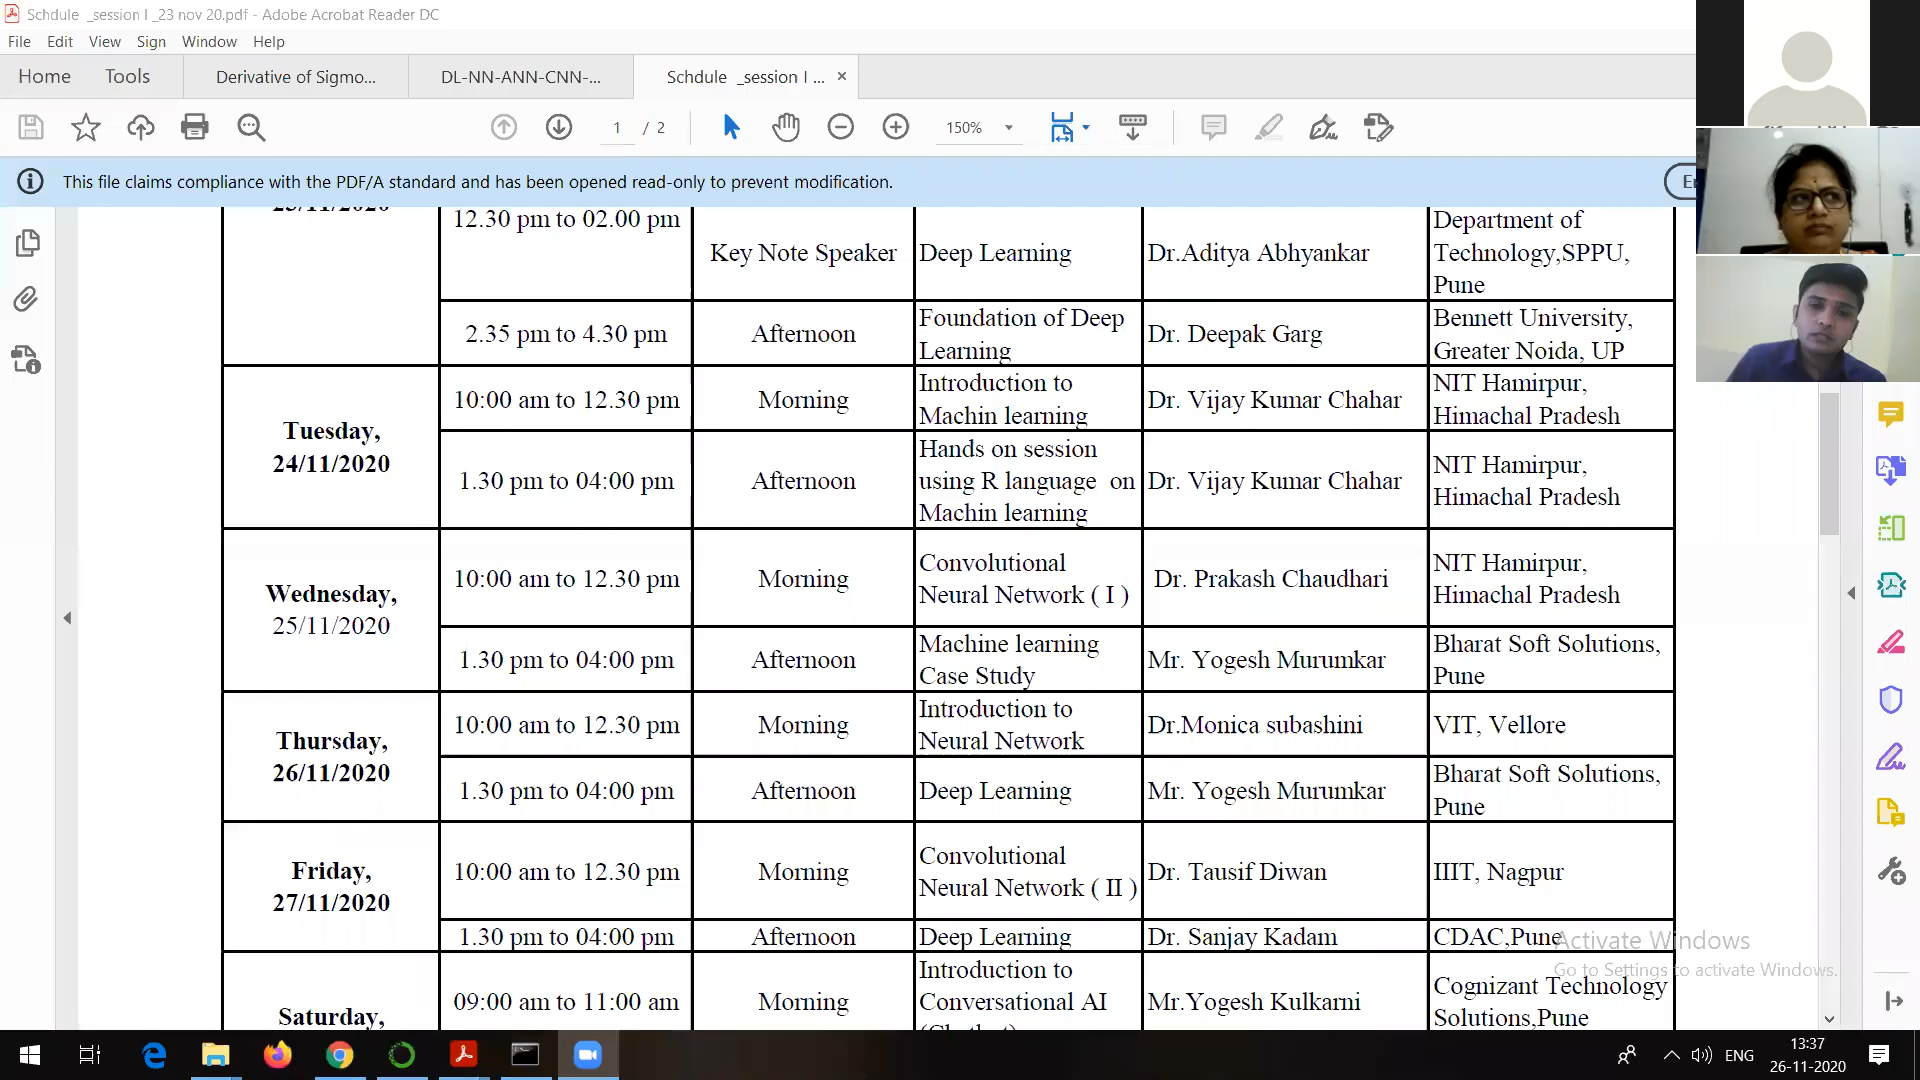 Schdule _session I _23 nov 20.pdf - Adobe Acrobat Reader DC
File Edit View Sign Window Help
Home Tools Derivative of Sigmo... DL-NN-ANN-CNN-... Schdule _session I ... ×
1 / 2 150%
This file claims compliance with the PDF/A standard and has been opened read-only to prevent modification.
12.30 pm to 02.00 pm
Key Note Speaker
Deep Learning
Dr.Aditya Abhyankar
Department of
Technology,SPPU,
Pune
2.35 pm to 4.30 pm
Afternoon
Foundation of Deep
Learning
Dr. Deepak Garg
Bennett University,
Greater Noida, UP
Tuesday,
24/11/2020
10:00 am to 12.30 pm
Morning
Introduction to
Machin learning
Dr. Vijay Kumar Chahar
NIT Hamirpur,
Himachal Pradesh
1.30 pm to 04:00 pm
Afternoon
Hands on session
using R language on
Machin learning
Dr. Vijay Kumar Chahar
NIT Hamirpur,
Himachal Pradesh
Wednesday,
25/11/2020
10:00 am to 12.30 pm
Morning
Convolutional
Neural Network ( I )
Dr. Prakash Chaudhari
NIT Hamirpur,
Himachal Pradesh
1.30 pm to 04:00 pm
Afternoon
Machine learning
Case Study
Mr. Yogesh Murumkar
Bharat Soft Solutions,
Pune
Thursday,
26/11/2020
10:00 am to 12.30 pm
Morning
Introduction to
Neural Network
Dr.Monica subashini
VIT, Vellore
1.30 pm to 04:00 pm
Afternoon
Deep Learning
Mr. Yogesh Murumkar
Bharat Soft Solutions,
Pune
Friday,
27/11/2020
10:00 am to 12.30 pm
Morning
Convolutional
Neural Network ( II )
Dr. Tausif Diwan
IIIT, Nagpur
1.30 pm to 04:00 pm
Afternoon
Deep Learning
Dr. Sanjay Kadam
CDAC,Pune
Saturday,
09:00 am to 11:00 am
Morning
Introduction to
Conversational AI
Mr.Yogesh Kulkarni
Cognizant Technology
Solutions,Pune
Activate Windows
Go to Settings to activate Windows.
ENG
13:37
26-11-2020